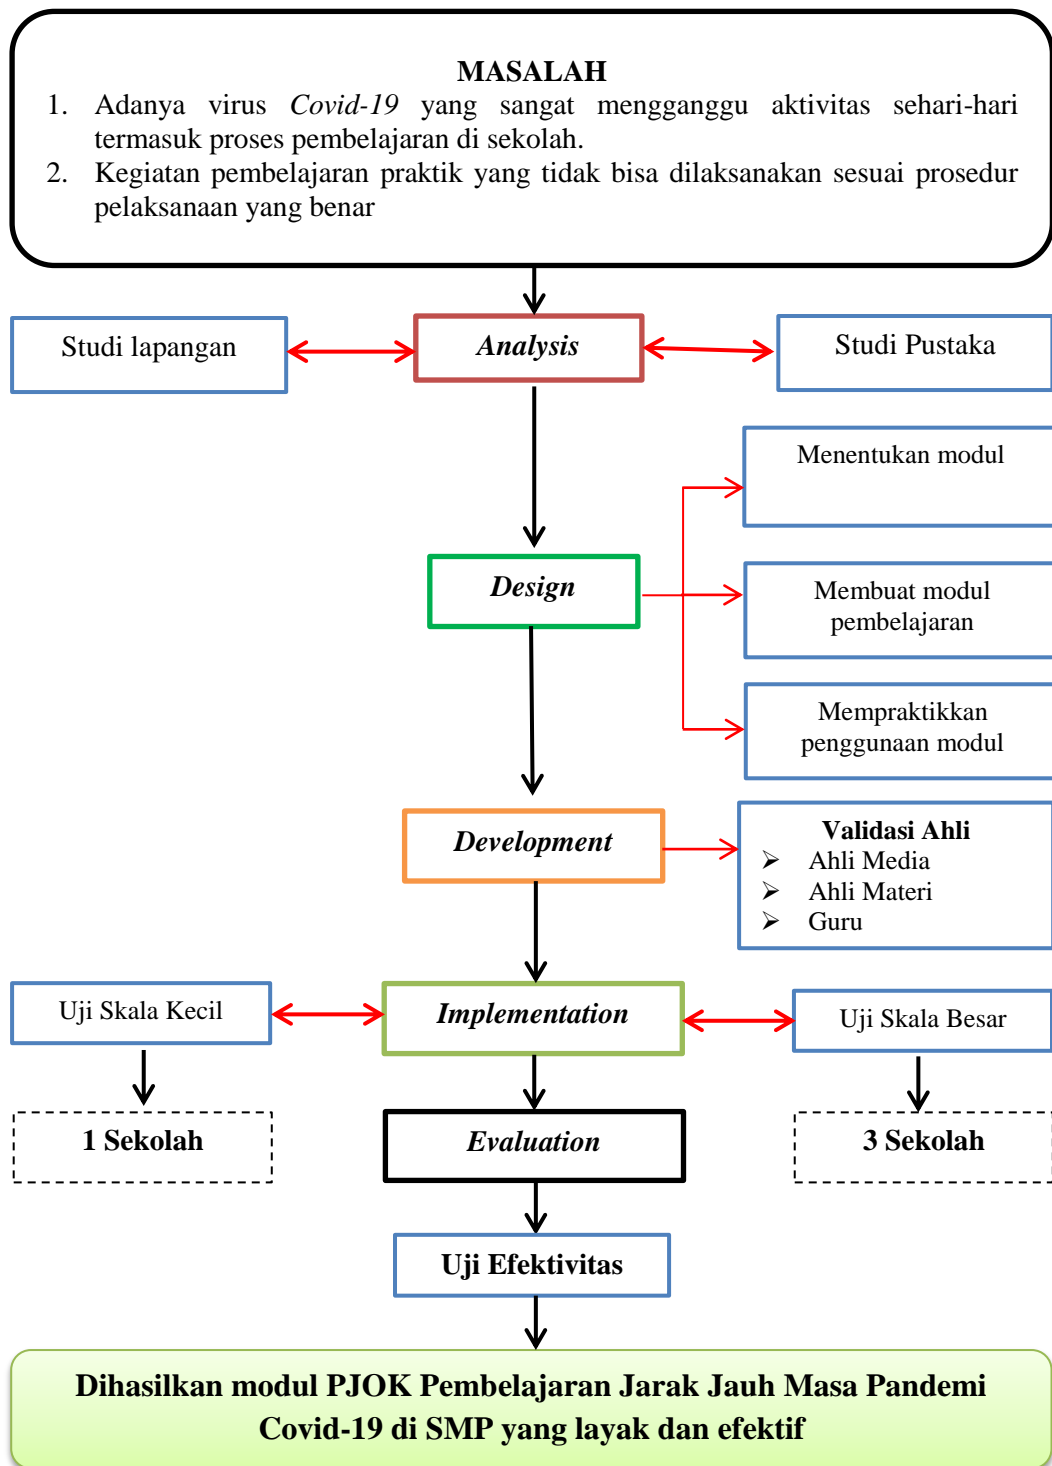 MASALAH
1. Adanya virus Covid-19 yang sangat mengganggu aktivitas sehari-hari
termasuk proses pembelajaran di sekolah.
2. Kegiatan pembelajaran praktik yang tidak bisa dilaksanakan sesuai prosedur
pelaksanaan yang benar
Studi lapangan
Analysis
Studi Pustaka
Menentukan modul
Design
Membuat modul
pembelajaran
Mempraktikkan
penggunaan modul
Development
Validasi Ahli
➢ Ahli Media
➢ Ahli Materi
➢ Guru
Uji Skala Kecil
Implementation
Uji Skala Besar
1 Sekolah
Evaluation
3 Sekolah
Uji Efektivitas
Dihasilkan modul PJOK Pembelajaran Jarak Jauh Masa Pandemi
Covid-19 di SMP yang layak dan efektif